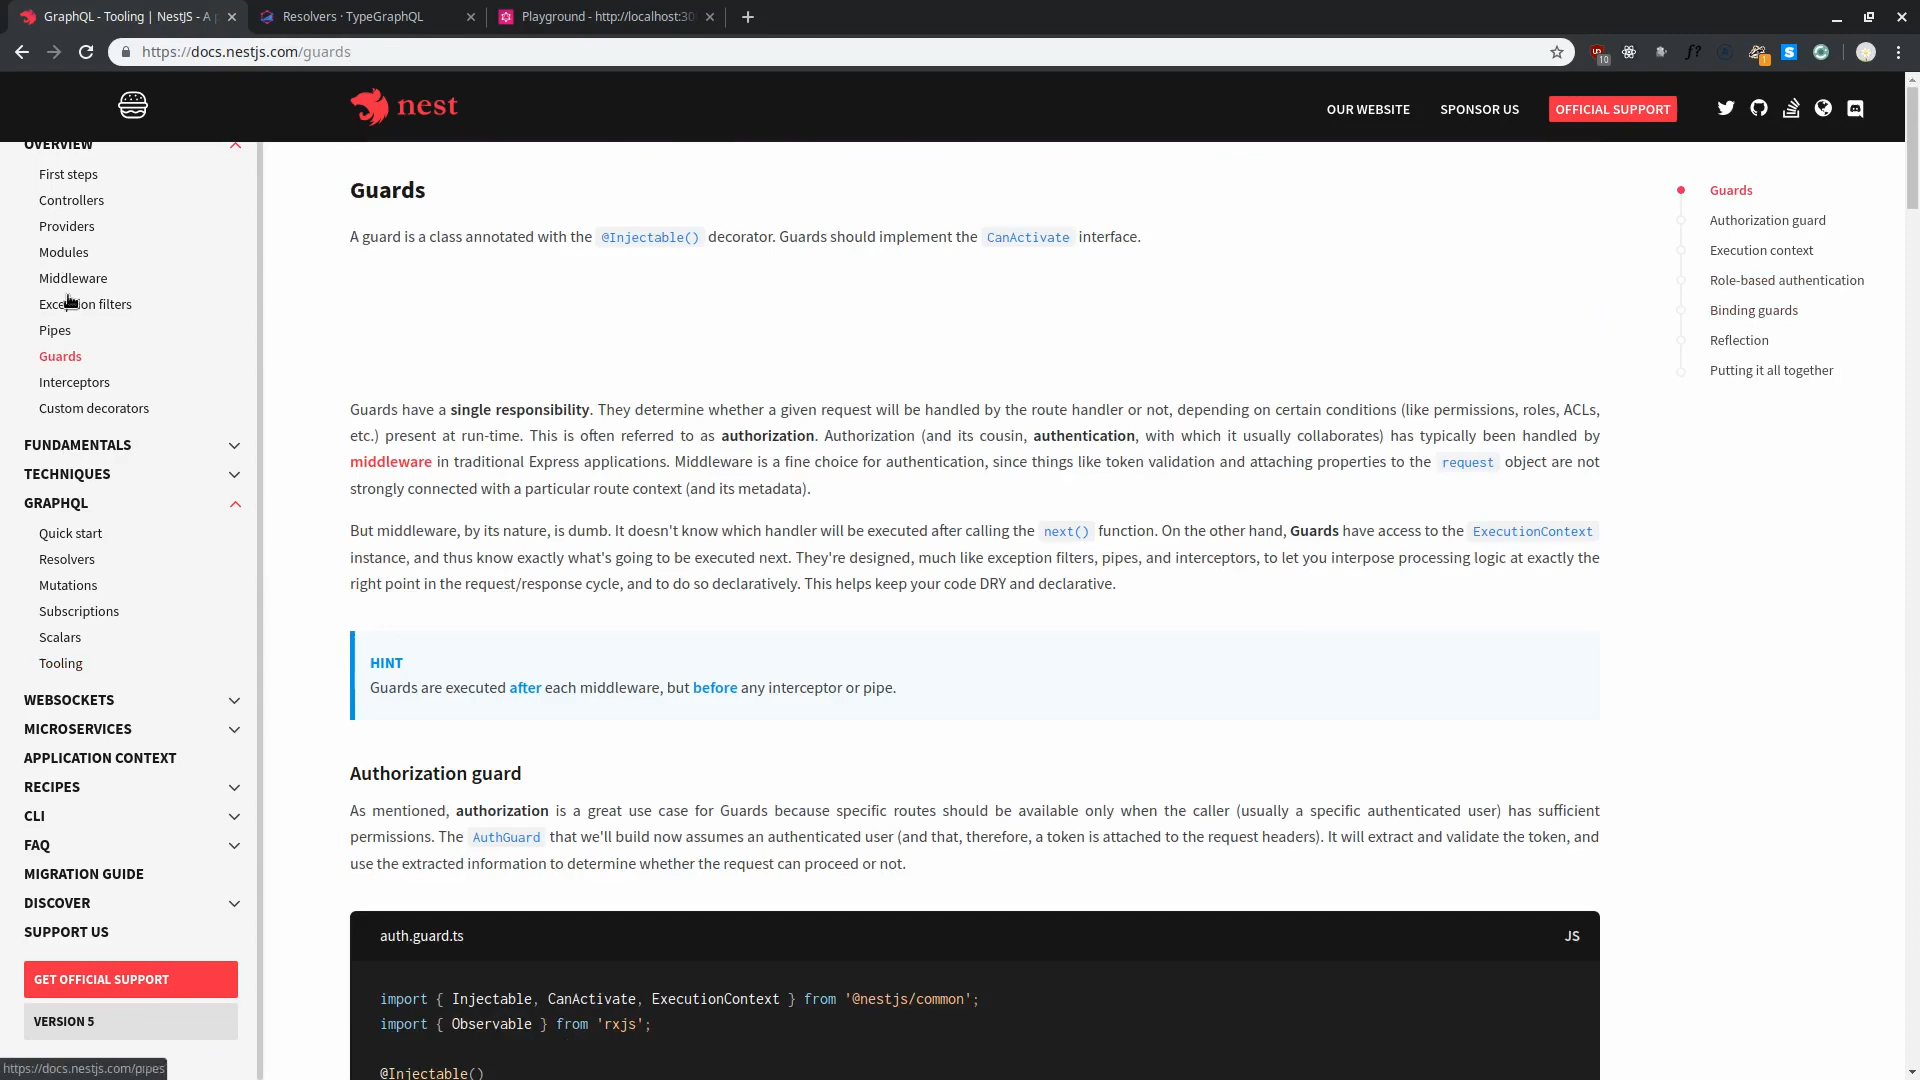 GraphQL - Tooling | NestJS - A p
Resolvers · TypeGraphQL
Playground - http://localhost:30
https://docs.nestjs.com/guards
10
f?
1
S
nest
OUR WEBSITE
SPONSOR US
OFFICIAL SUPPORT
OVERVIEW
First steps
Controllers
Providers
Modules
Middleware
Exception filters
Pipes
Guards
Interceptors
Custom decorators
FUNDAMENTALS
TECHNIQUES
GRAPHQL
Quick start
Resolvers
Mutations
Subscriptions
Scalars
Tooling
WEBSOCKETS
MICROSERVICES
APPLICATION CONTEXT
RECIPES
CLI
FAQ
MIGRATION GUIDE
DISCOVER
SUPPORT US
GET OFFICIAL SUPPORT
VERSION 5
https://docs.nestjs.com/pipes
Guards
A guard is a class annotated with the @Injectable() decorator. Guards should implement the CanActivate interface.
Guards have a single responsibility. They determine whether a given request will be handled by the route handler or not, depending on certain conditions (like permissions, roles, ACLs,
etc.) present at run-time. This is often referred to as authorization. Authorization (and its cousin, authentication, with which it usually collaborates) has typically been handled by
middleware in traditional Express applications. Middleware is a fine choice for authentication, since things like token validation and attaching properties to the request object are not
strongly connected with a particular route context (and its metadata).
But middleware, by its nature, is dumb. It doesn't know which handler will be executed after calling the next() function. On the other hand, Guards have access to the ExecutionContext
instance, and thus know exactly what's going to be executed next. They're designed, much like exception filters, pipes, and interceptors, to let you interpose processing logic at exactly the
right point in the request/response cycle, and to do so declaratively. This helps keep your code DRY and declarative.
HINT
Guards are executed after each middleware, but before any interceptor or pipe.
Authorization guard
As mentioned, authorization is a great use case for Guards because specific routes should be available only when the caller (usually a specific authenticated user) has sufficient
permissions. The AuthGuard that we'll build now assumes an authenticated user (and that, therefore, a token is attached to the request headers). It will extract and validate the token, and
use the extracted information to determine whether the request can proceed or not.
auth.guard.ts
JS
import { Injectable, CanActivate, ExecutionContext } from '@nestjs/common';
import { Observable } from 'rxjs';
@Injectable()
Guards
Authorization guard
Execution context
Role-based authentication
Binding guards
Reflection
Putting it all together